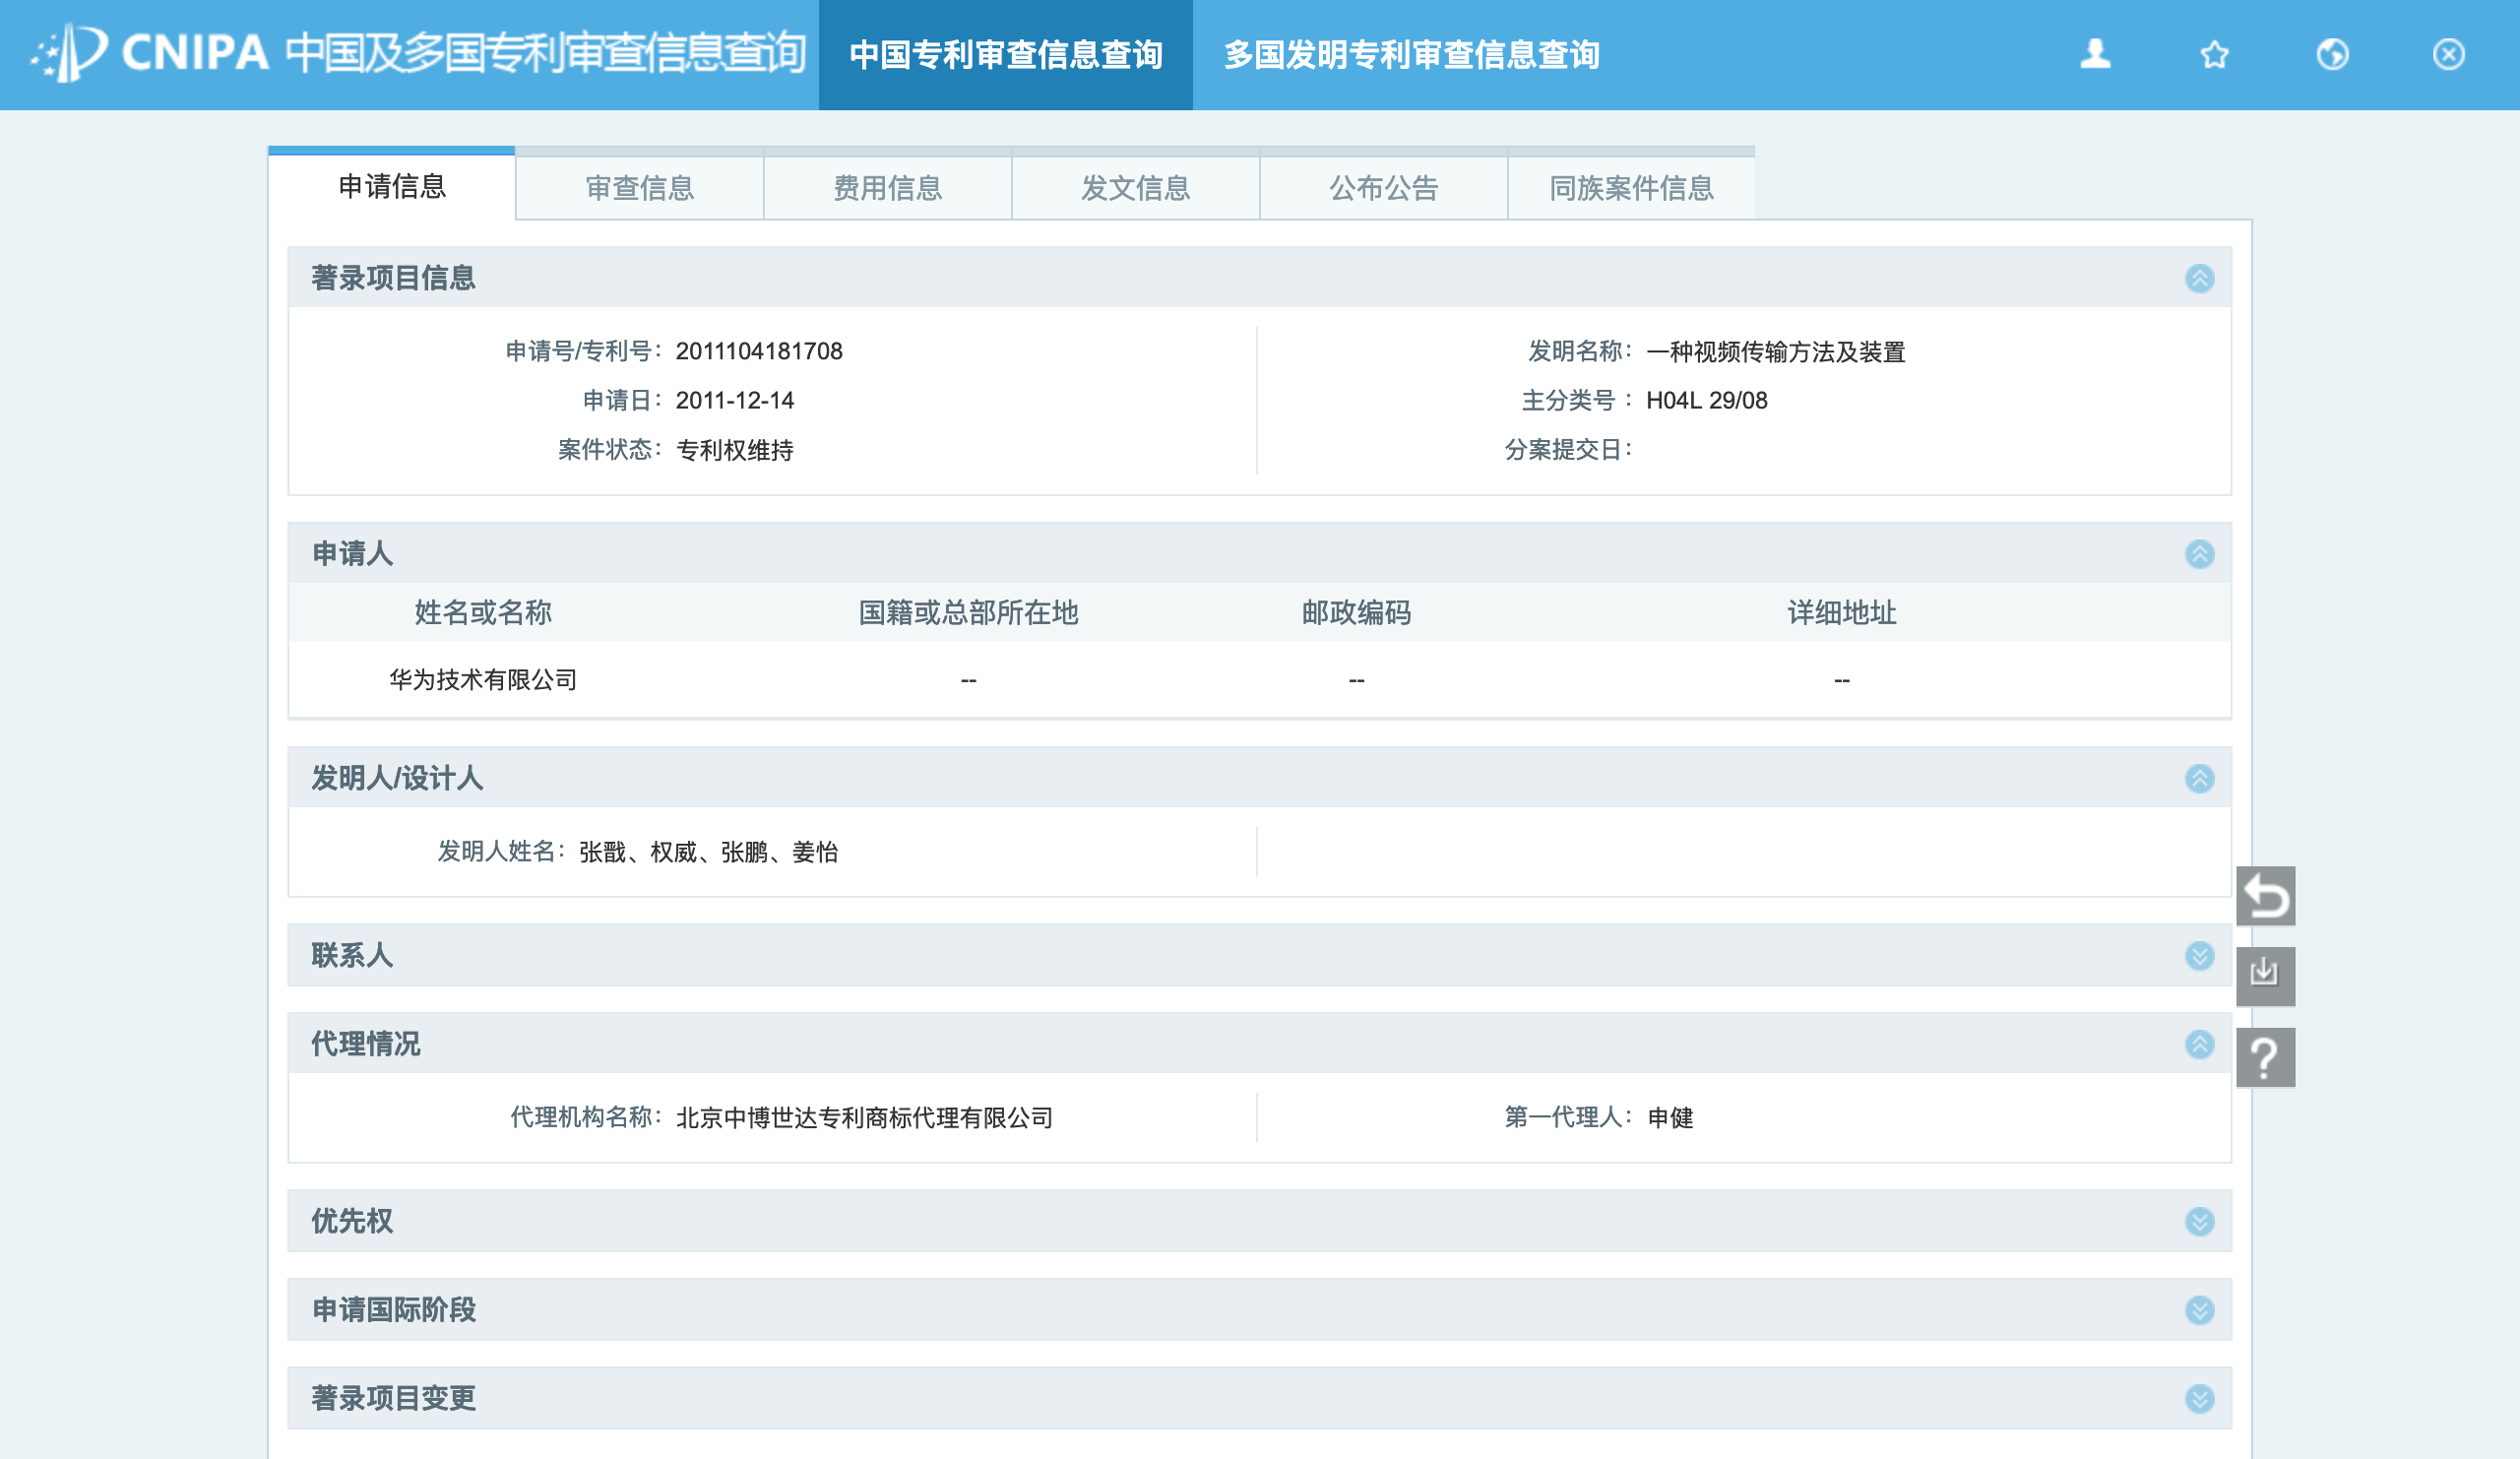 CNIPA 中国及多国专利审查信息查询 中国专利审查信息查询 多国发明专利审查信息查询
申请信息 审查信息 费用信息 发文信息 公布公告 同族案件信息
著录项目信息
申请号/专利号： 2011104181708 发明名称： 一种视频传输方法及装置
申请日： 2011-12-14 主分类号： H04L 29/08
案件状态： 专利权维持 分案提交日：
申请人
姓名或名称 国籍或总部所在地 邮政编码 详细地址
华为技术有限公司 -- -- --
发明人/设计人
发明人姓名： 张戬、权威、张鹏、姜怡
联系人
代理情况
代理机构名称： 北京中博世达专利商标代理有限公司 第一代理人： 申健
优先权
申请国际阶段
著录项目变更